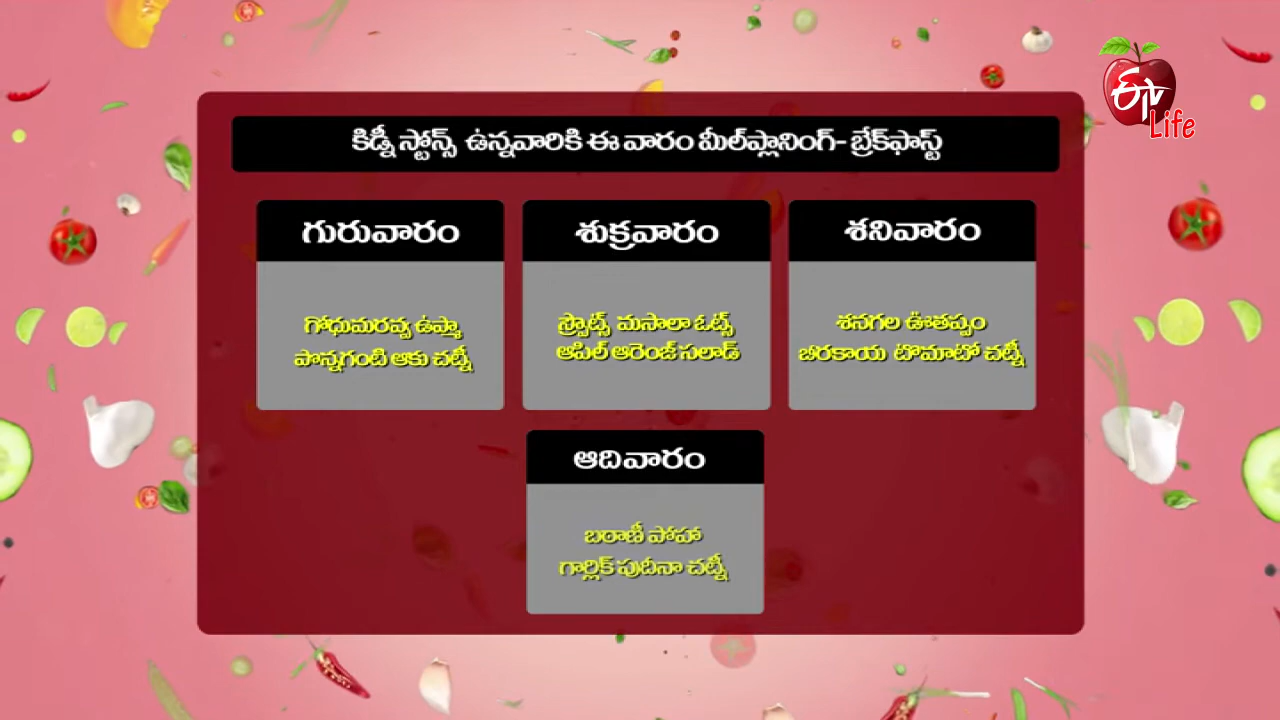 ఈtv
Life
కిడ్నీ స్టోన్స్ ఉన్నవారికి ఈ వారం మీల్‌ప్లానింగ్- బ్రేక్‌ఫాస్ట్
గురువారం
గోధుమరవ్వ ఉప్మా
పొన్నగంటి ఆకు చట్నీ
శుక్రవారం
స్ప్రౌట్స్ మసాలా ఓట్స్
ఆపిల్ ఆరెంజ్ సలాడ్
శనివారం
శనగల ఊతప్పం
బీరకాయ టొమాటో చట్నీ
ఆదివారం
బఠాణీ పోహా
గార్లిక్ పుదీనా చట్నీ